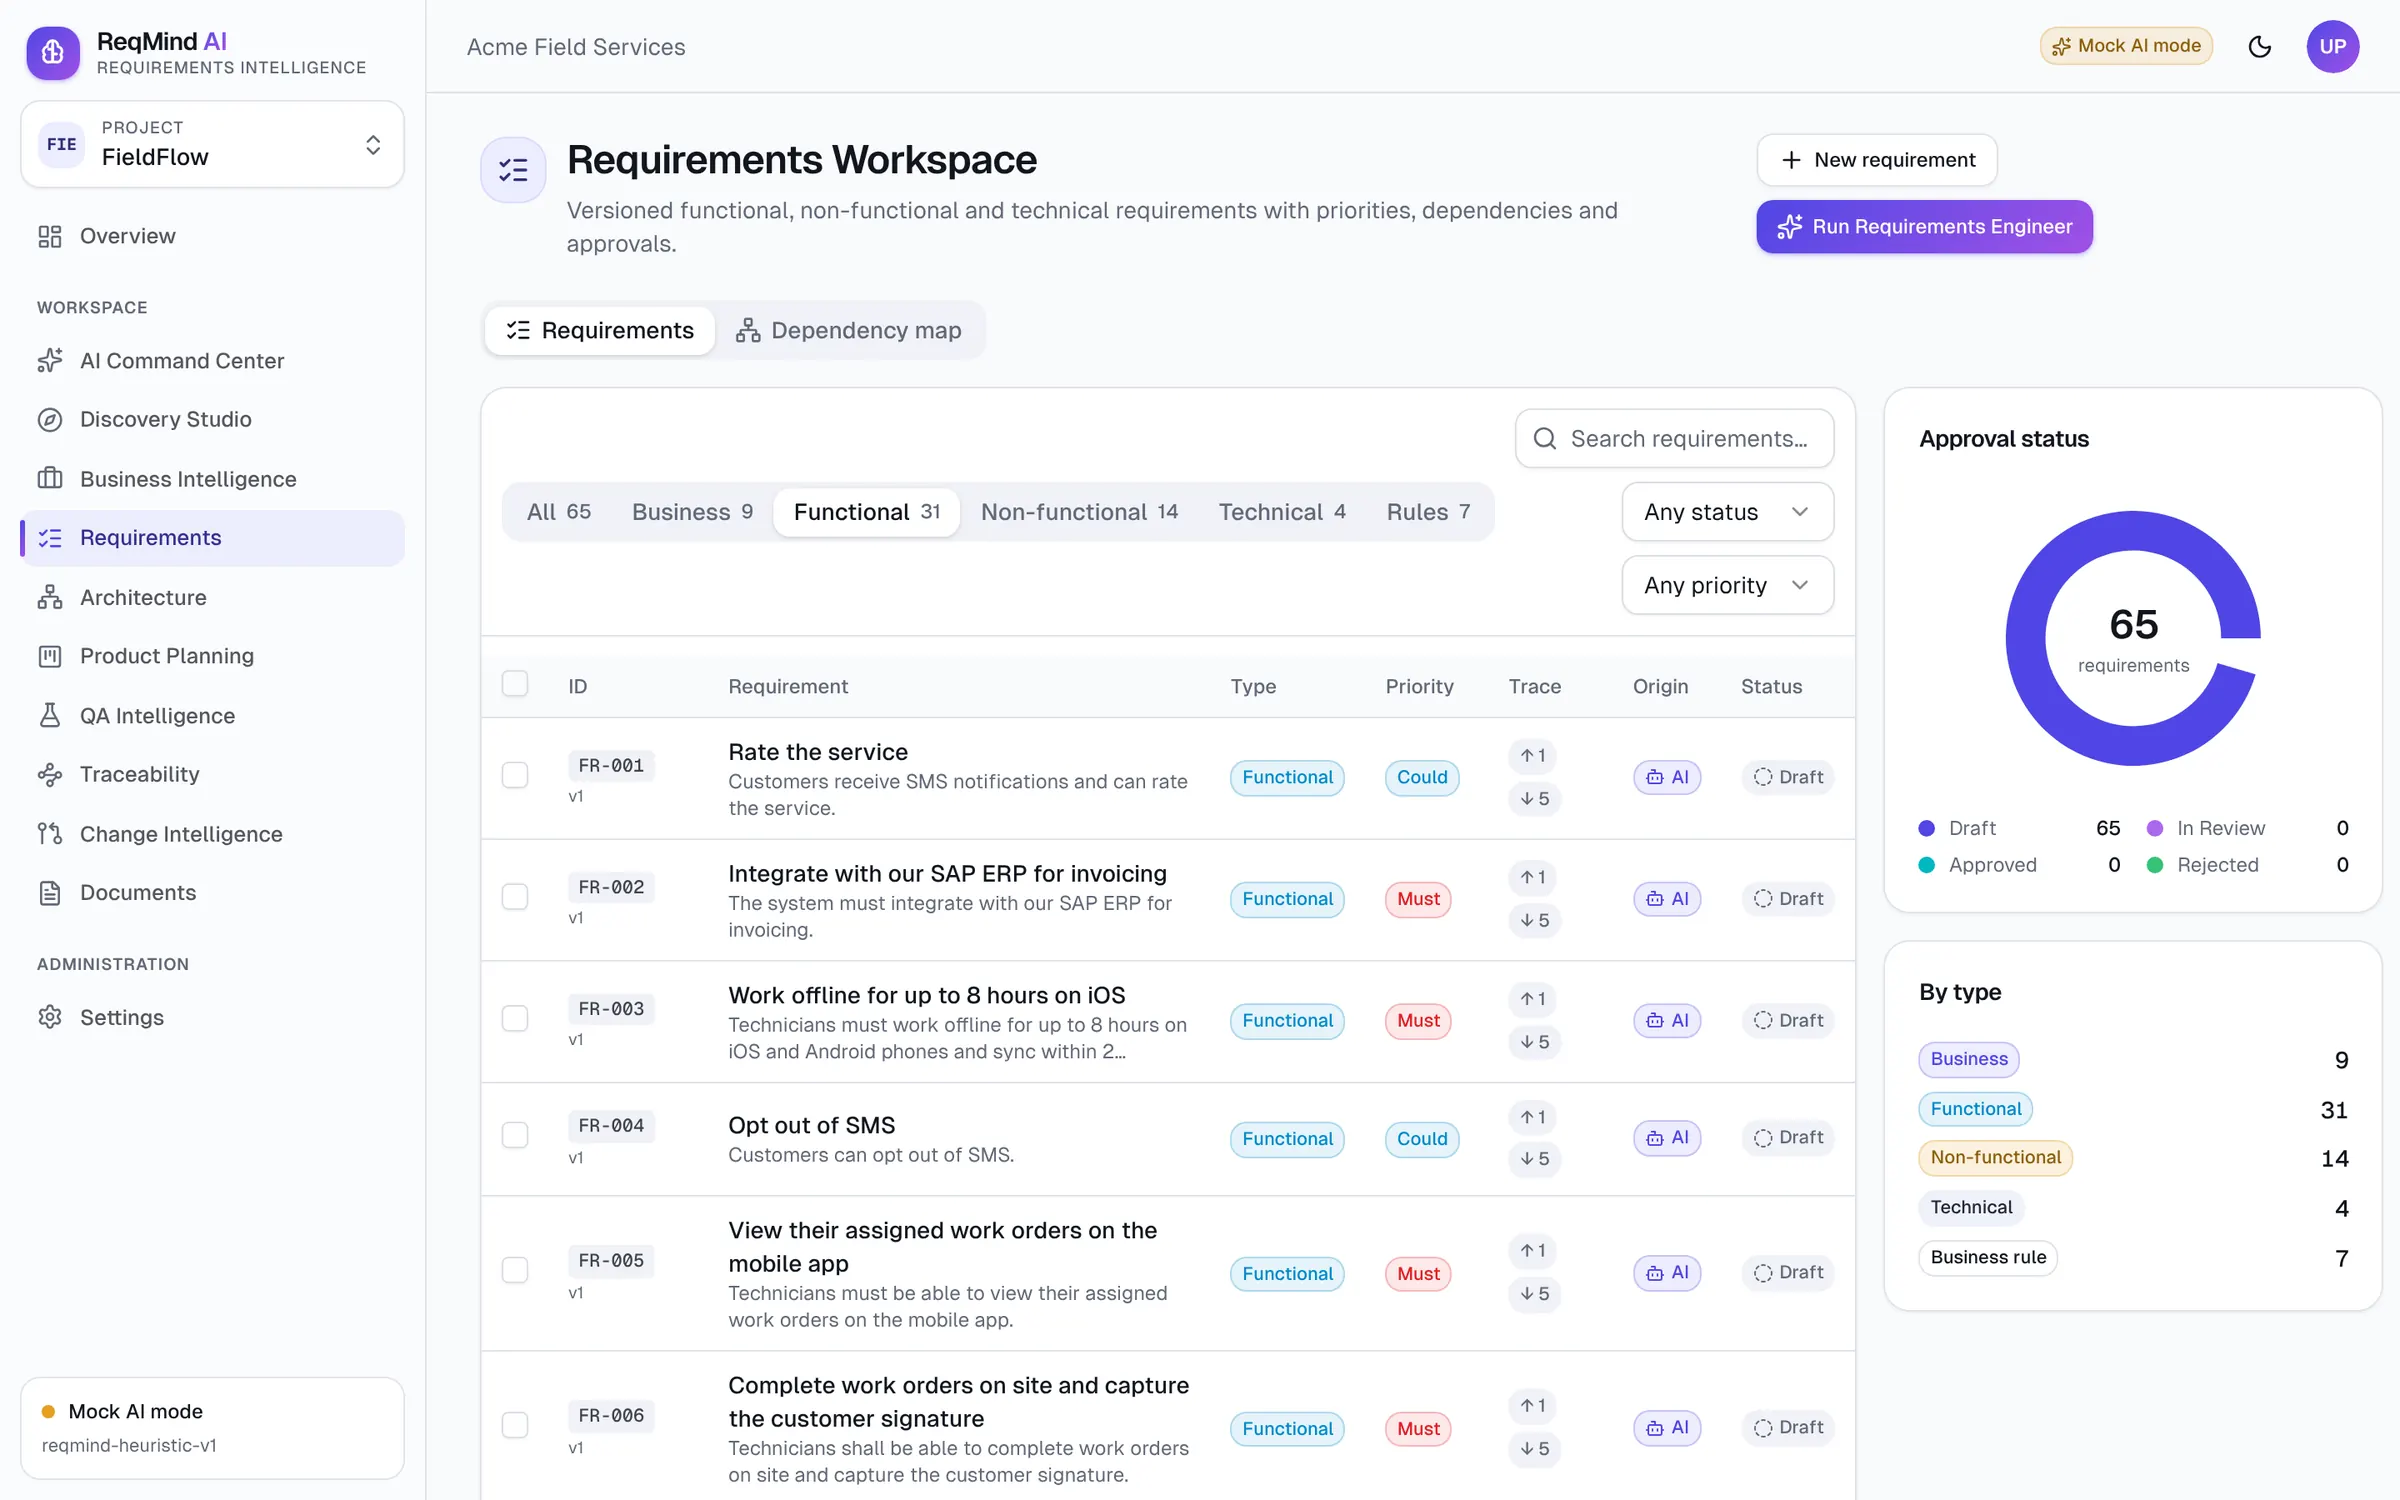 ReqMind AI
REQUIREMENTS INTELLIGENCE
FIE
PROJECT
FieldFlow
Overview
WORKSPACE
AI Command Center
Discovery Studio
Business Intelligence
Requirements
Architecture
Product Planning
QA Intelligence
Traceability
Change Intelligence
Documents
ADMINISTRATION
Settings
Mock AI mode
reqmind-heuristic-v1
Acme Field Services
Mock AI mode
UP
Requirements Workspace
Versioned functional, non-functional and technical requirements with priorities, dependencies and
approvals.
New requirement
Run Requirements Engineer
Requirements
Dependency map
Search requirements...
All 65 Business 9 Functional 31 Non-functional 14 Technical 4 Rules 7
Any status
Any priority
ID Requirement Type Priority Trace Origin Status
FR-001
v1
Rate the service
Customers receive SMS notifications and can rate
the service.
Functional
Could
↑ 1
↓ 5
AI
Draft
FR-002
v1
Integrate with our SAP ERP for invoicing
The system must integrate with our SAP ERP for
invoicing.
Functional
Must
↑ 1
↓ 5
AI
Draft
FR-003
v1
Work offline for up to 8 hours on iOS
Technicians must work offline for up to 8 hours on
iOS and Android phones and sync within 2...
Functional
Must
↑ 1
↓ 5
AI
Draft
FR-004
v1
Opt out of SMS
Customers can opt out of SMS.
Functional
Could
↑ 1
↓ 5
AI
Draft
FR-005
v1
View their assigned work orders on the
mobile app
Technicians must be able to view their assigned
work orders on the mobile app.
Functional
Must
↑ 1
↓ 5
AI
Draft
FR-006
v1
Complete work orders on site and capture
the customer signature
Technicians shall be able to complete work orders
on site and capture the customer signature.
Functional
Must
↑ 1
↓ 5
AI
Draft
Approval status
65
requirements
Draft 65
In Review 0
Approved 0
Rejected 0
By type
Business 9
Functional 31
Non-functional 14
Technical 4
Business rule 7